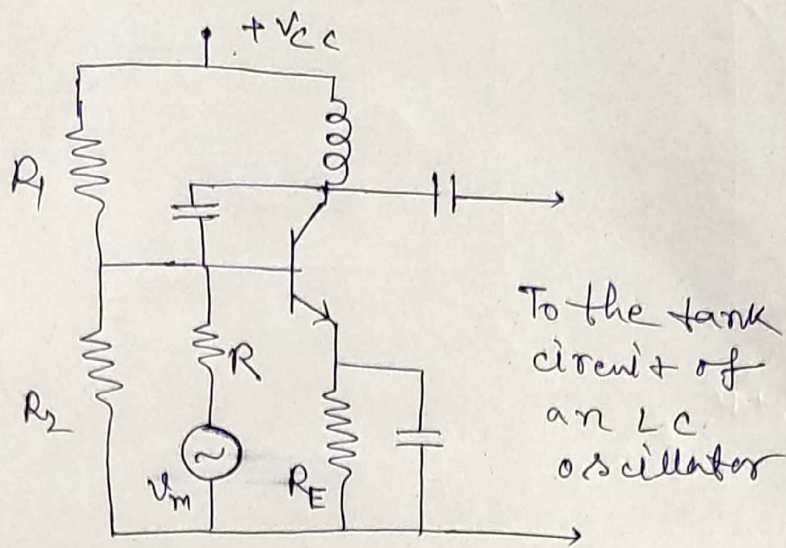 + Vcc
R1
R2
R
Vm
RE
To the tank
circuit of
an LC
oscillator